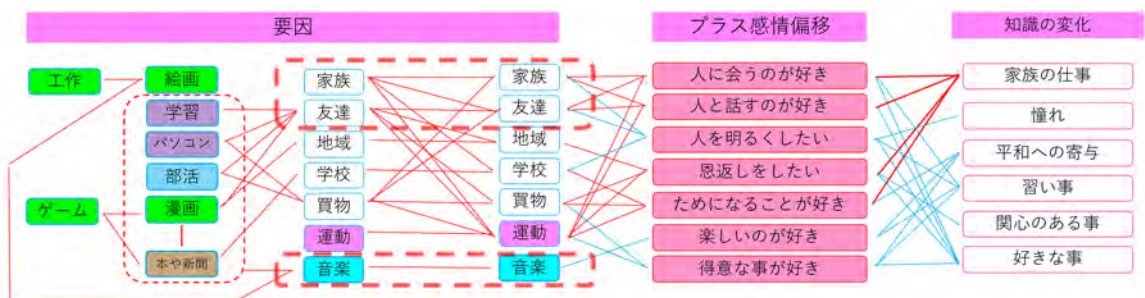 要因
プラス感情偏移
知識の変化
工作
絵画
家族
家族
人に会うのが好き
家族の仕事
学習
友達
友達
人と話すのが好き
憧れ
パソコン
地域
地域
人を明るくしたい
平和への寄与
部活
学校
学校
恩返しをしたい
習い事
ゲーム
漫画
買物
買物
ためになることが好き
関心のある事
運動
運動
楽しいのが好き
好きな事
本や新聞
音楽
音楽
得意な事が好き